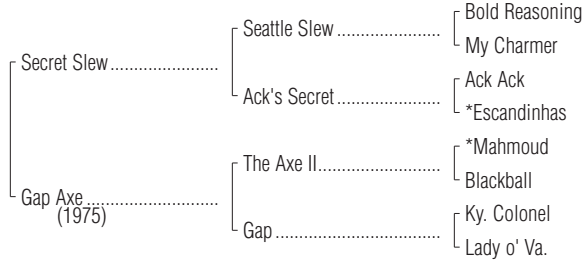 Bold Reasoning
Seattle Slew
My Charmer
Secret Slew
Ack Ack
Ack's Secret
*Escandinhas
*Mahmoud
The Axe II
Blackball
Gap Axe
(1975)
Ky. Colonel
Gap
Lady o' Va.